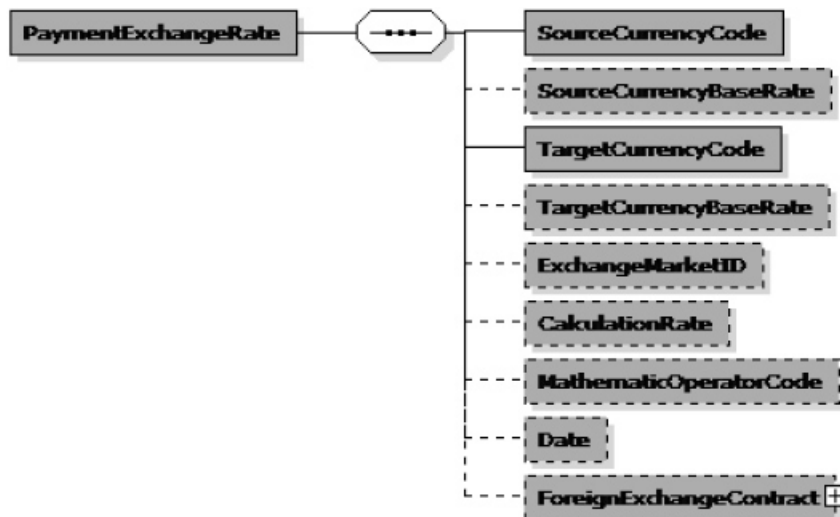 PaymentExchangeRate
SourceCurrencyCode
SourceCurrencyBaseRate
TargetCurrencyCode
TargetCurrencyBaseRate
ExchangeMarketID
CalculationRate
MathematicOperatorCode
Date
ForeignExchangeContract